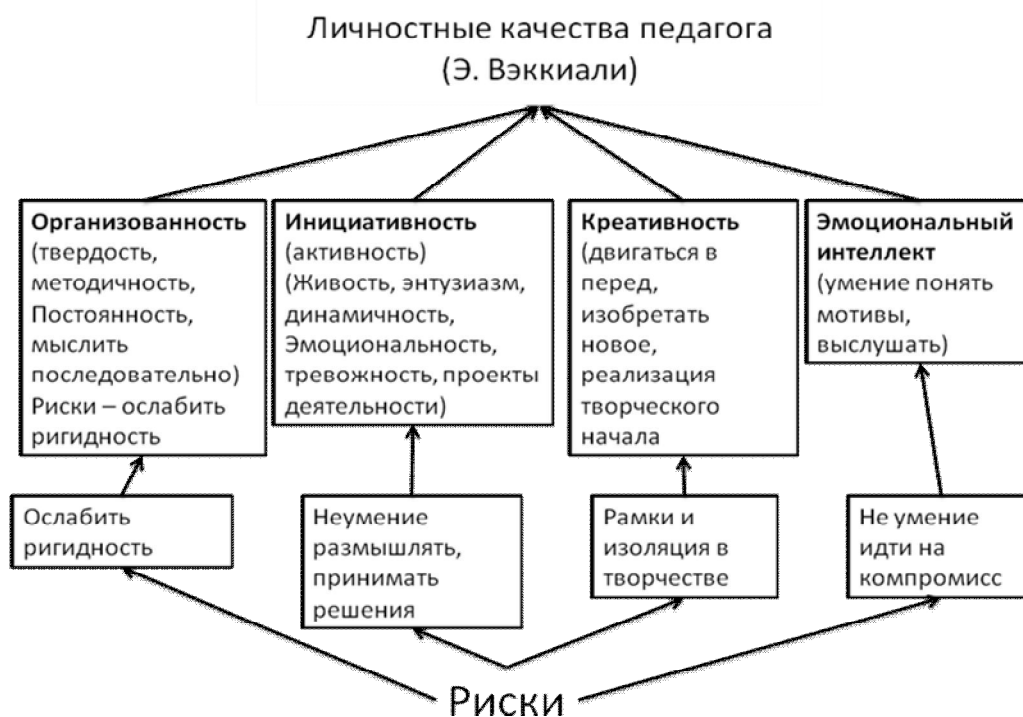 Личностные качества педагога
(Э. Вэккиали)
Организованность
(твердость,
методичность,
Постоянность,
мыслить
последовательно)
Риски – ослабить
ригидность
Инициативность
(активность)
(Живость, энтузиазм,
динамичность,
Эмоциональность,
тревожность, проекты
деятельности)
Креативность
(двигаться в
перед,
изобретать
новое,
реализация
творческого
начала
Эмоциональный
интеллект
(умение понять
мотивы,
выслушать)
Ослабить
ригидность
Неумение
размышлять,
принимать
решения
Рамки и
изоляция в
творчестве
Не умение
идти на
компромисс
Риски